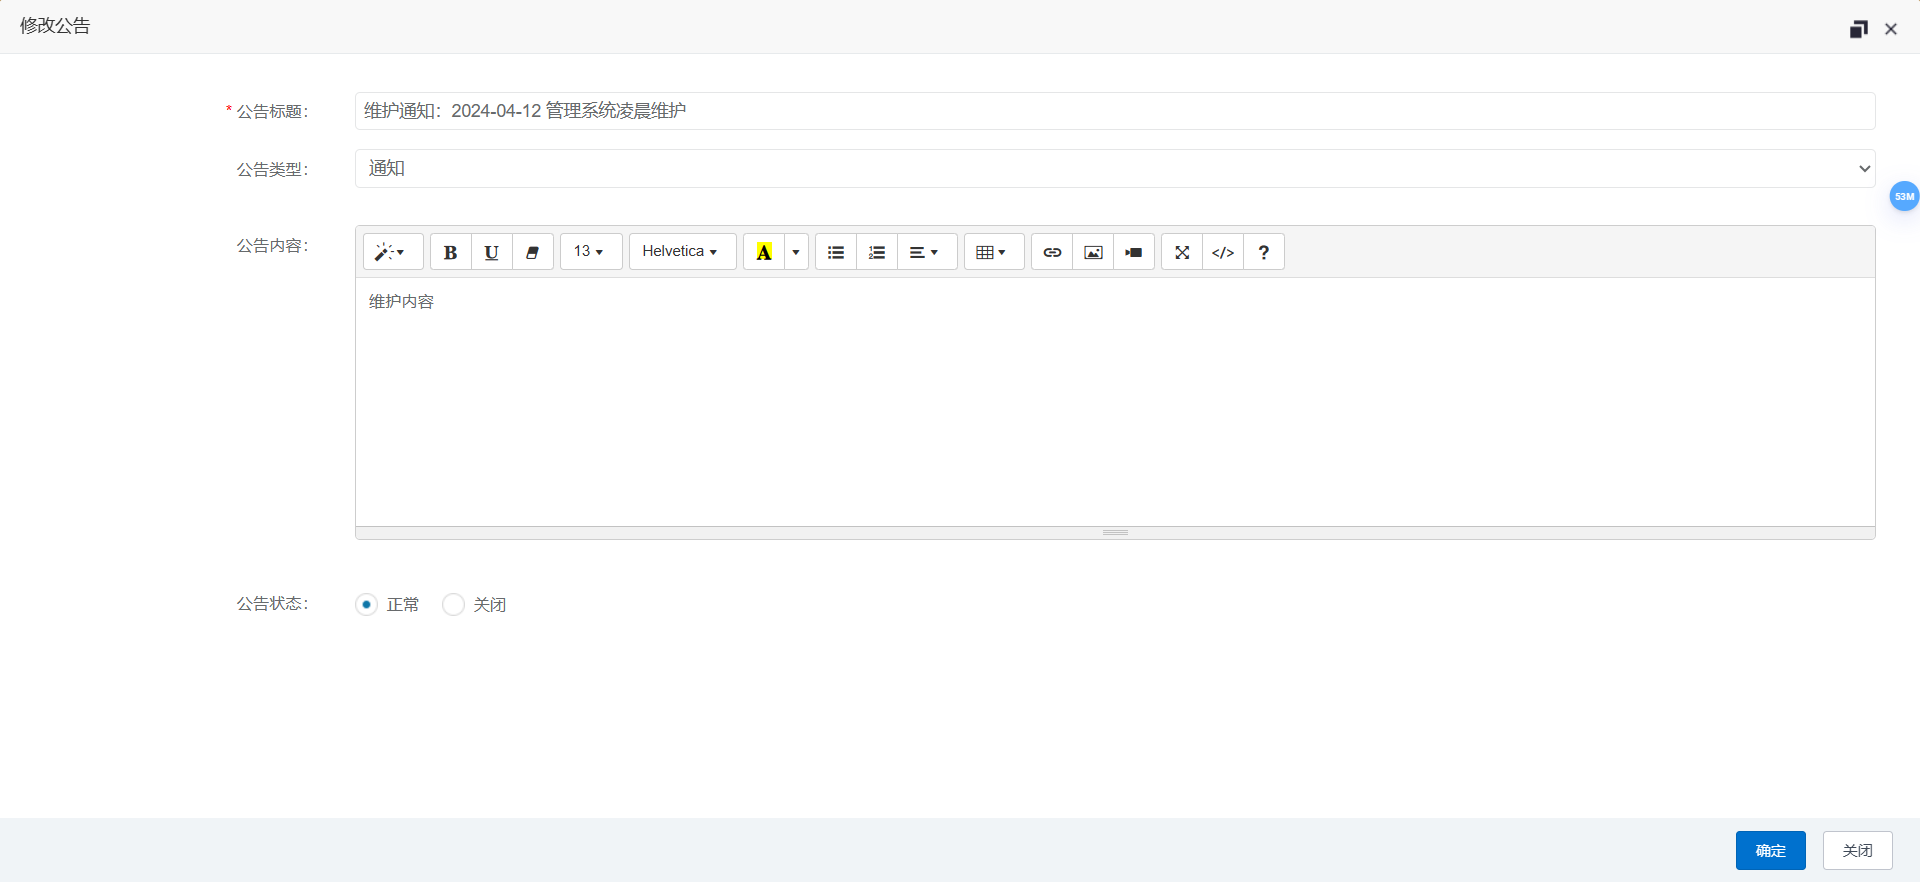 修改公告
* 公告标题：
维护通知：2024-04-12 管理系统凌晨维护
公告类型：
通知
53M
公告内容：
B U 13 Helvetica A </> ?
维护内容
公告状态：
正常 关闭
确定 关闭